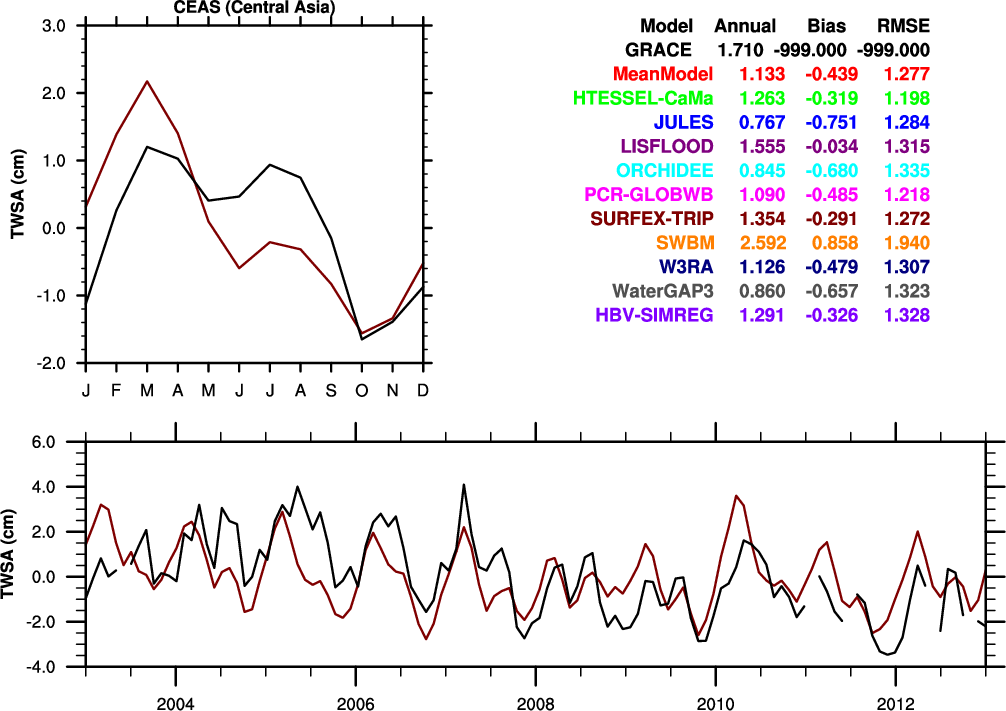 CEAS (Central Asia)
3.0
2.0
1.0
0.0
-1.0
-2.0
TWSA (cm)
J F M A M J J A S O N D
Model Annual Bias RMSE
GRACE 1.710 -999.000 -999.000
MeanModel 1.133 -0.439 1.277
HTESSEL-CaMa 1.263 -0.319 1.198
JULES 0.767 -0.751 1.284
LISFLOOD 1.555 -0.034 1.315
ORCHIDEE 0.845 -0.680 1.335
PCR-GLOBWB 1.090 -0.485 1.218
SURFEX-TRIP 1.354 -0.291 1.272
SWBM 2.592 0.858 1.940
W3RA 1.126 -0.479 1.307
WaterGAP3 0.860 -0.657 1.323
HBV-SIMREG 1.291 -0.326 1.328
6.0
4.0
2.0
0.0
-2.0
-4.0
TWSA (cm)
2004 2006 2008 2010 2012